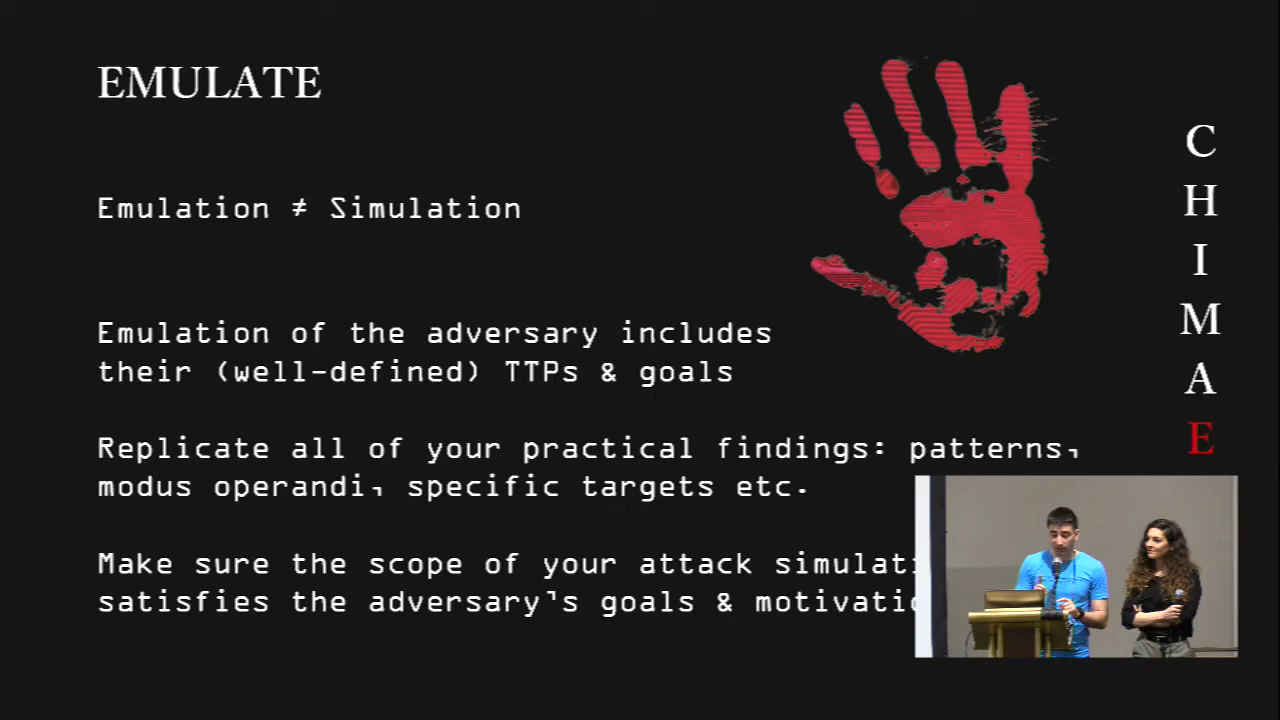 EMULATE
Emulation ≠ Simulation
Emulation of the adversary includes
their (well-defined) TTPs & goals
Replicate all of your practical findings: patterns,
modus operandi, specific targets etc.
Make sure the scope of your attack
satisfies the adversary's goals &
C
H
I
M
A
E